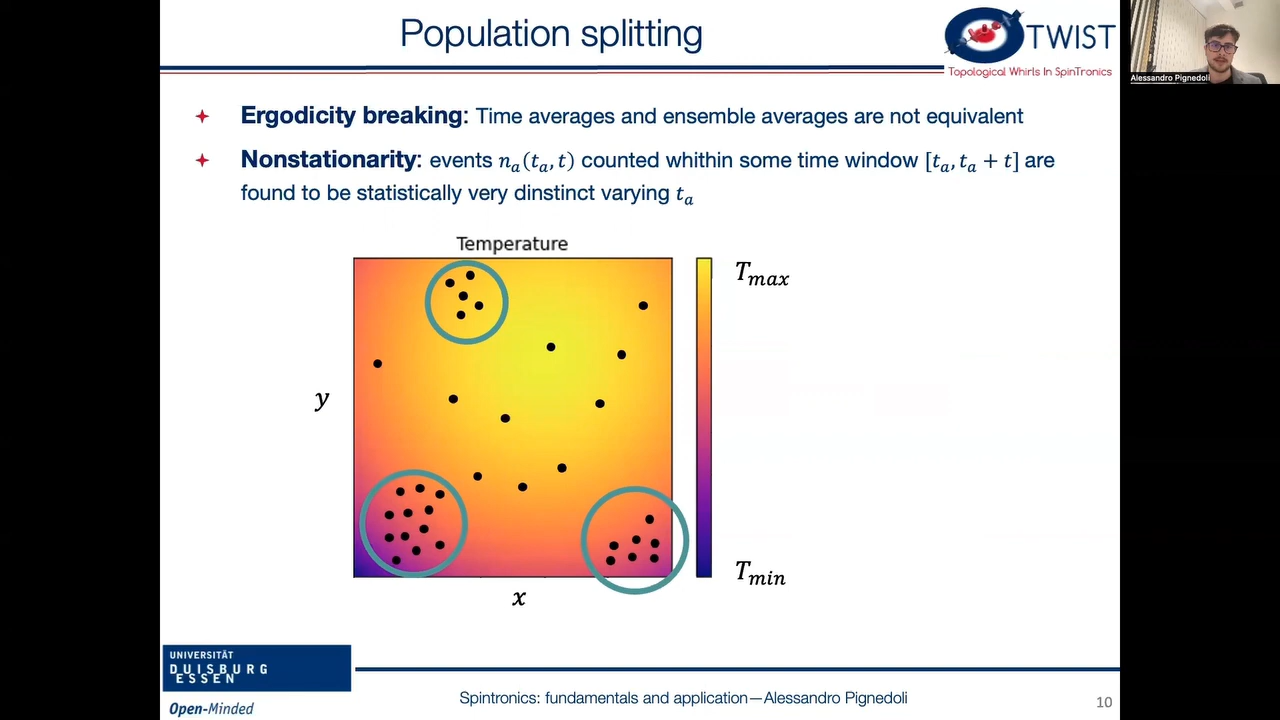 Population splitting
TWIST
Topological Whirls In SpinTronics
Alessandro Pignedoli
Ergodicity breaking: Time averages and ensemble averages are not equivalent
Nonstationarity: events nₐ(tₐ, t) counted whithin some time window [tₐ, tₐ + t] are
found to be statistically very dinstinct varying tₐ
Temperature
T_max
y
T_min
x
UNIVERSITÄT
DUISBURG
ESSEN
Open-Minded
Spintronics: fundamentals and application—Alessandro Pignedoli
10